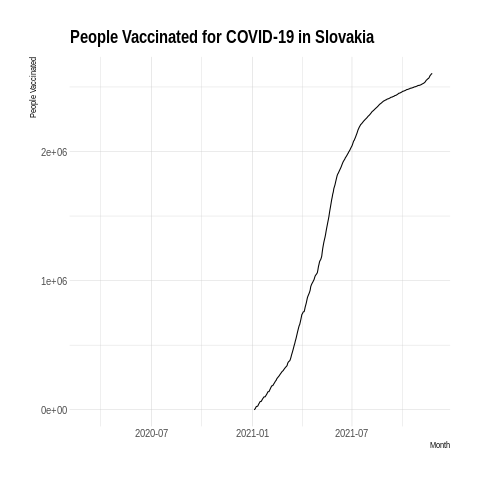 People Vaccinated for COVID-19 in Slovakia
People Vaccinated
2e+06
1e+06
0e+00
2020-07
2021-01
2021-07
Month